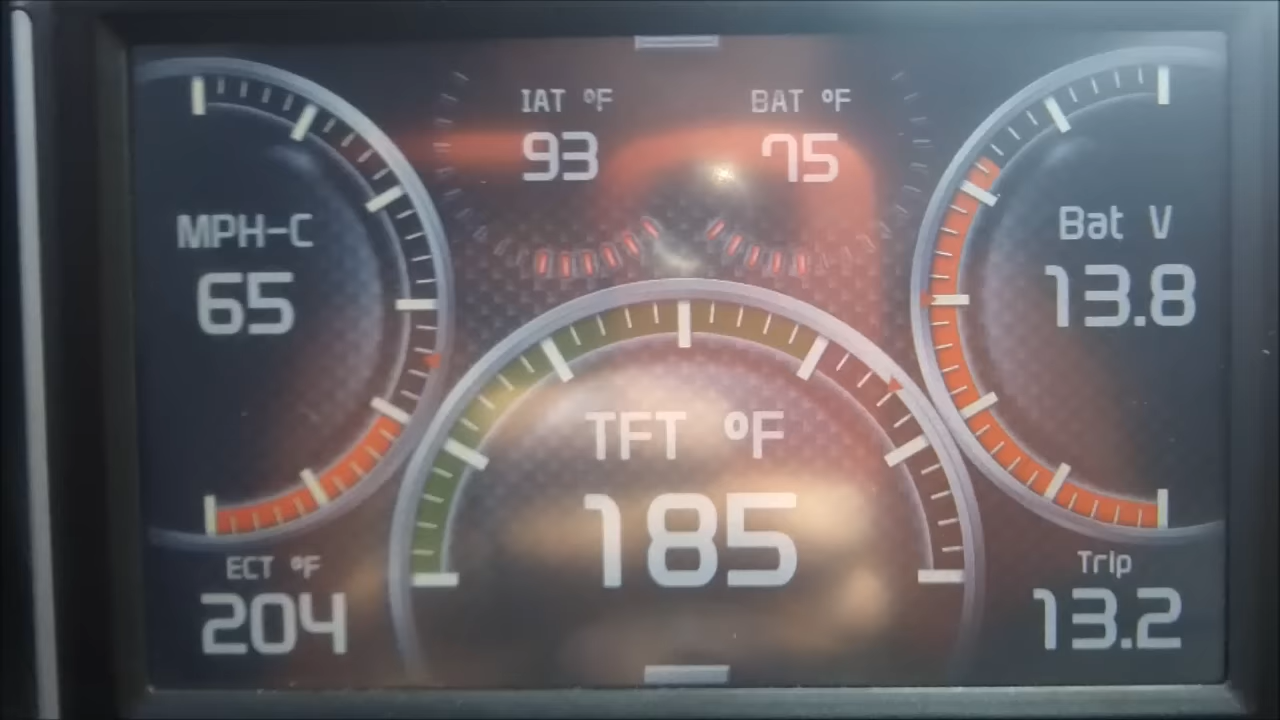 IAT °F
93
BAT °F
75
MPH-C
65
Bat V
13.8
TFT °F
185
ECT °F
204
Trip
13.2